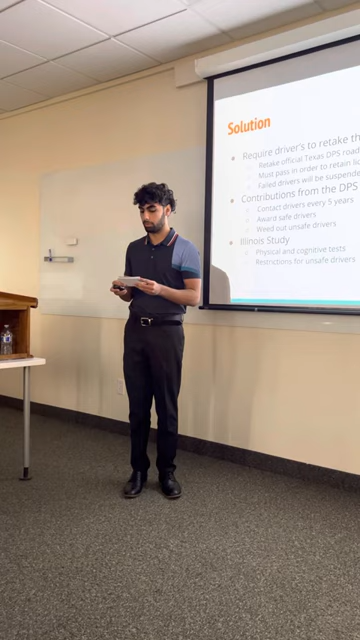 Solution
Require driver's to retake the
Retake official Texas DPS road
Must pass in order to retain
Failed drivers will be suspende
Contributions from the DPS
Contact drivers every 5 years
Award safe drivers
Weed out unsafe drivers
Illinois Study
Physical and cognitive tests
Restrictions for unsafe drivers